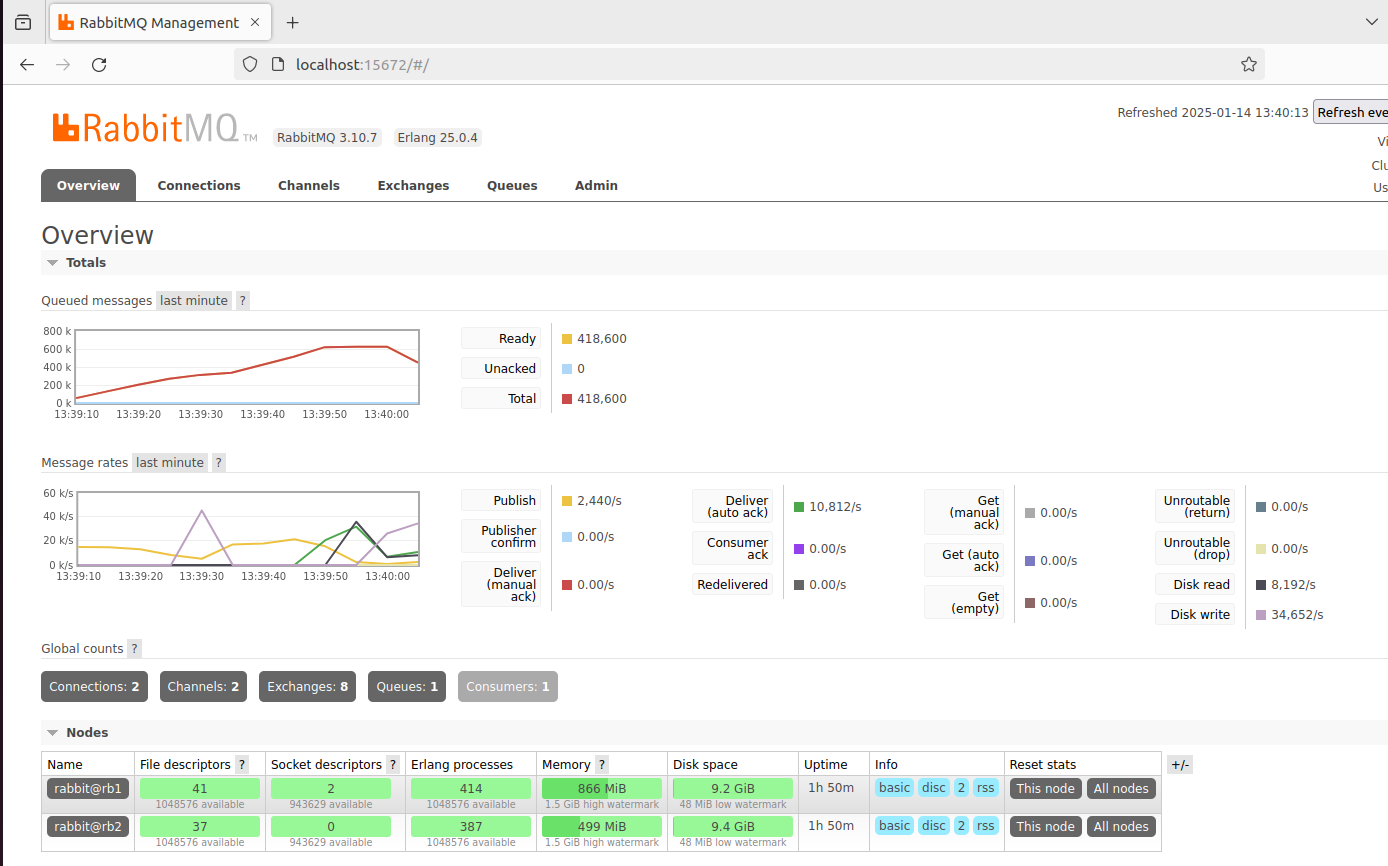 RabbitMQ Management
localhost:15672/#/
RabbitMQ TM RabbitMQ 3.10.7 Erlang 25.0.4
Refreshed 2025-01-14 13:40:13 Refresh eve
Vi
Clu
Us
Overview Connections Channels Exchanges Queues Admin
Overview
Totals
Queued messages last minute ?
800 k
600 k
400 k
200 k
0 k
13:39:10 13:39:20 13:39:30 13:39:40 13:39:50 13:40:00
Ready 418,600
Unacked 0
Total 418,600
Message rates last minute ?
60 k/s
40 k/s
20 k/s
0 k/s
13:39:10 13:39:20 13:39:30 13:39:40 13:39:50 13:40:00
Publish 2,440/s
Publisher
confirm 0.00/s
Deliver
(manual
ack) 0.00/s
Deliver
(auto ack) 10,812/s
Consumer
ack 0.00/s
Redelivered 0.00/s
Get
(manual
ack) 0.00/s
Get (auto
ack) 0.00/s
Get
(empty) 0.00/s
Unroutable
(return) 0.00/s
Unroutable
(drop) 0.00/s
Disk read 8,192/s
Disk write 34,652/s
Global counts ?
Connections: 2 Channels: 2 Exchanges: 8 Queues: 1 Consumers: 1
Nodes
Name File descriptors ? Socket descriptors ? Erlang processes Memory ? Disk space Uptime Info Reset stats +/-
rabbit@rb1 41 2 414 866 MiB 9.2 GiB 1h 50m basic disc 2 rss This node All nodes
1048576 available 943629 available 1048576 available 1.5 GiB high watermark 48 MiB low watermark
rabbit@rb2 37 0 387 499 MiB 9.4 GiB 1h 50m basic disc 2 rss This node All nodes
1048576 available 943629 available 1048576 available 1.5 GiB high watermark 48 MiB low watermark